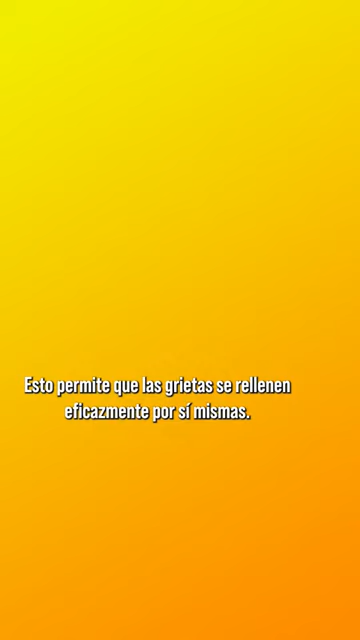 Esto permite que las grietas se rellenen
eficazmente por sí mismas.